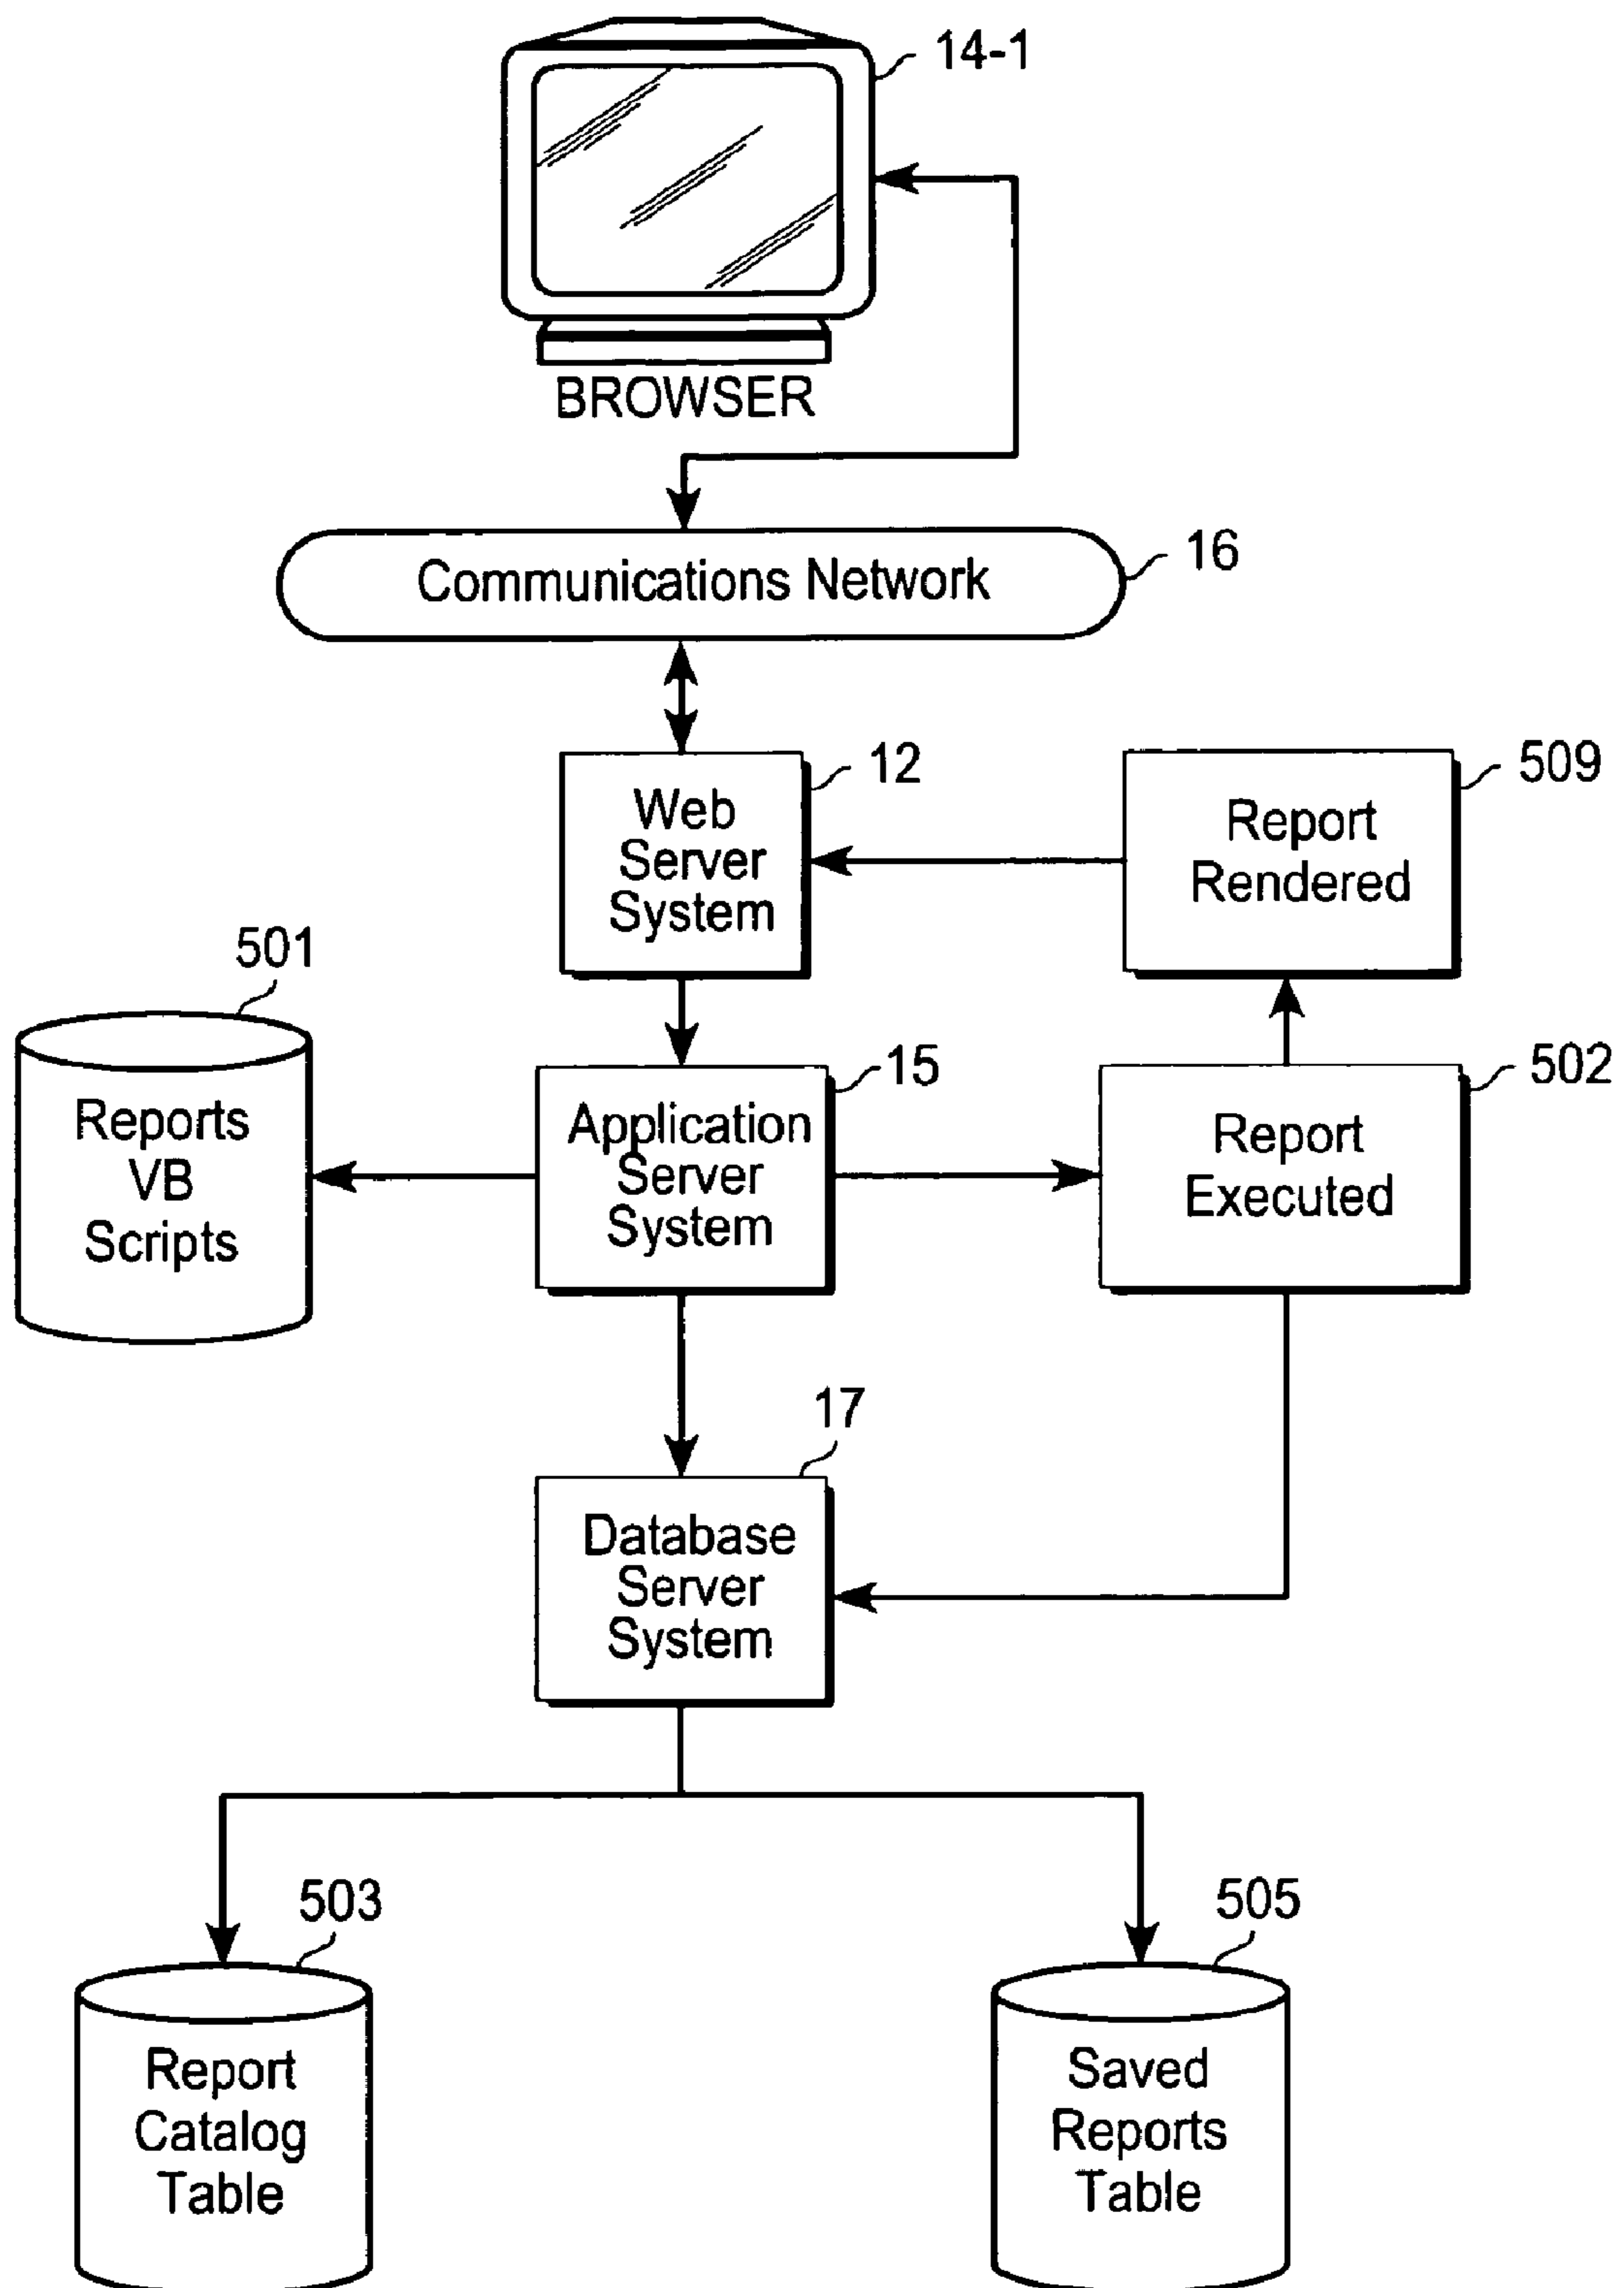 14-1
BROWSER
Communications Network
16
12
Web
Server
System
509
Report
Rendered
501
Reports
VB
Scripts
15
Application
Server
System
502
Report
Executed
17
Database
Server
System
503
Report
Catalog
Table
505
Saved
Reports
Table